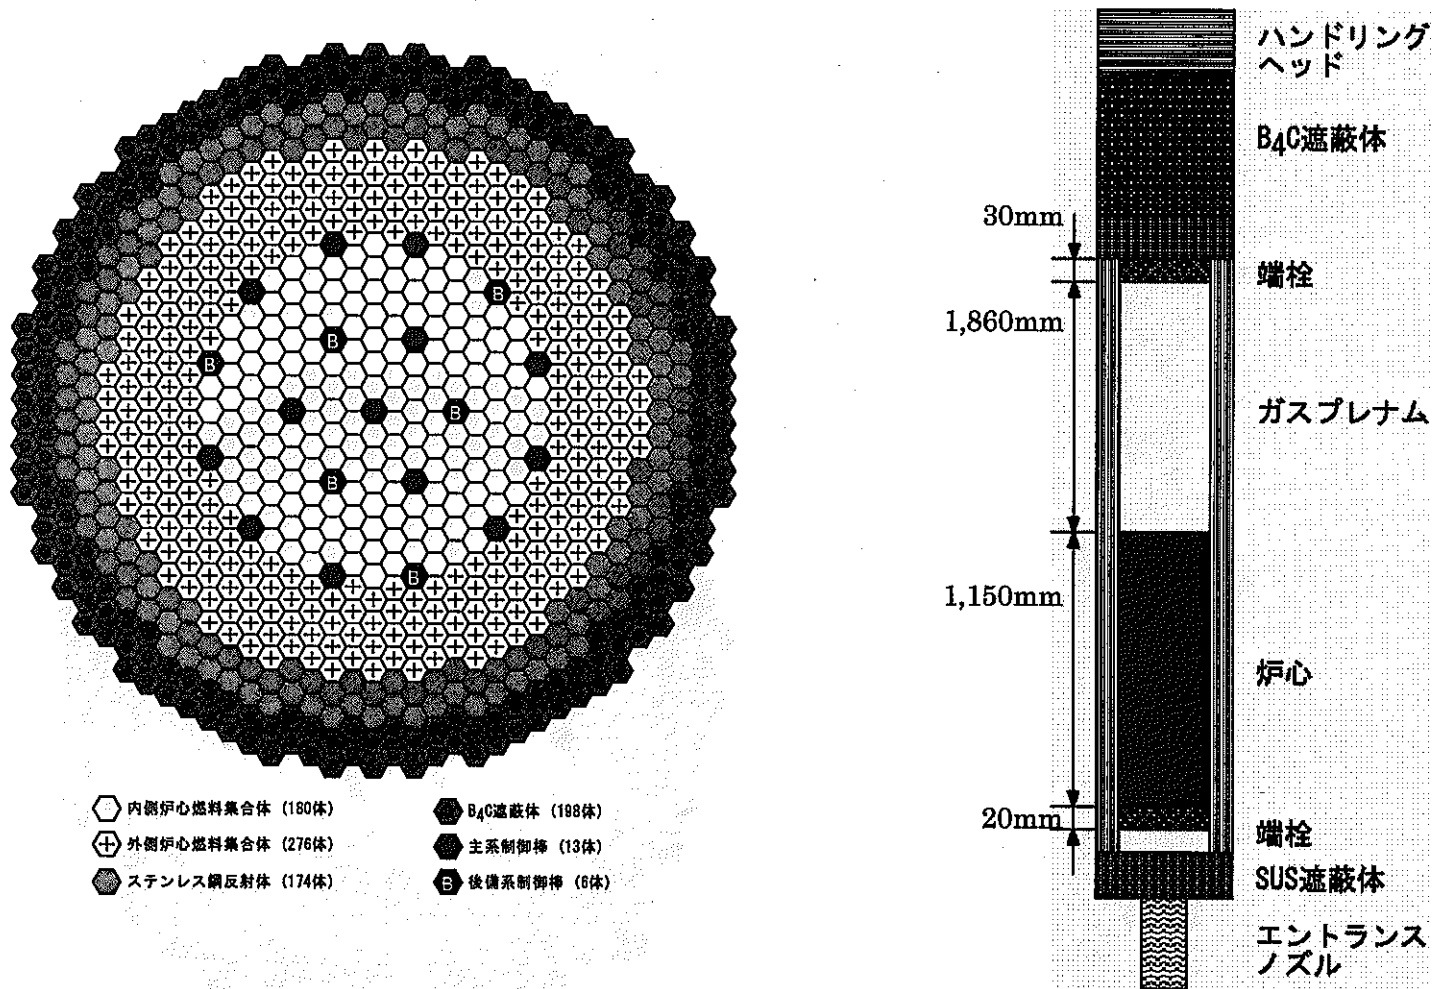 B
B
B
B
B
B
内側炉心燃料集合体 (180体)
外側炉心燃料集合体 (276体)
ステンレス鋼反射体 (174体)
B4C遮蔽体 (198体)
主系制御棒 (13体)
B 後備系制御棒 (6体)
ハンドリング
ヘッド
B4C遮蔽体
30mm
端栓
1,860mm
ガスプレナム
1,150mm
炉心
20mm
端栓
SUS遮蔽体
エントランス
ノズル